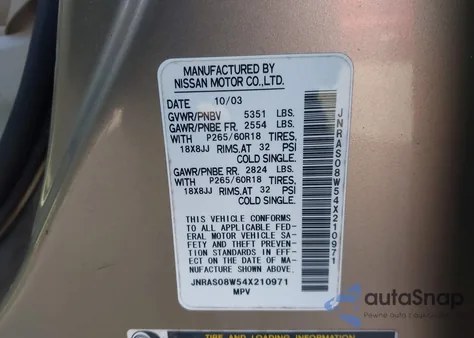 MANUFACTURED BY
NISSAN MOTOR CO.,LTD.
DATE 10/03
GVWR/PNBV 5351 LBS.
GAWR/PNBE FR. 2554 LBS.
WITH P265/60R18 TIRES,
18X8JJ RIMS.AT 32 PSI
COLD SINGLE.
GAWR/PNBE RR. 2824 LBS.
WITH P265/60R18 TIRES,
18X8JJ RIMS.AT 32 PSI
COLD SINGLE.
THIS VEHICLE CONFORMS
TO ALL APPLICABLE FED-
ERAL MOTOR VEHICLE SA-
FETY AND THEFT PREVEN-
TION STANDARDS IN EFF-
ECT ON THE DATE OF MA-
NUFACTURE SHOWN ABOVE.
JNRAS08W54X210971
MPV
JNRAS08W54X210971
autoSnap
TIRE AND LOADING INFORMATION